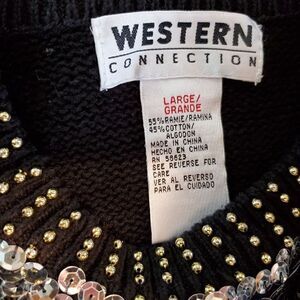 WESTERN
CONNECTION
LARGE/
GRANDE
55%RAMIE/RAMINA
45%COTTON/
ALGODON
MADE IN CHINA
HECHO EN CHINA
RN 55623
SEE REVERSE FOR
CARE
VER AL REVERSO
PARA EL CUIDADO